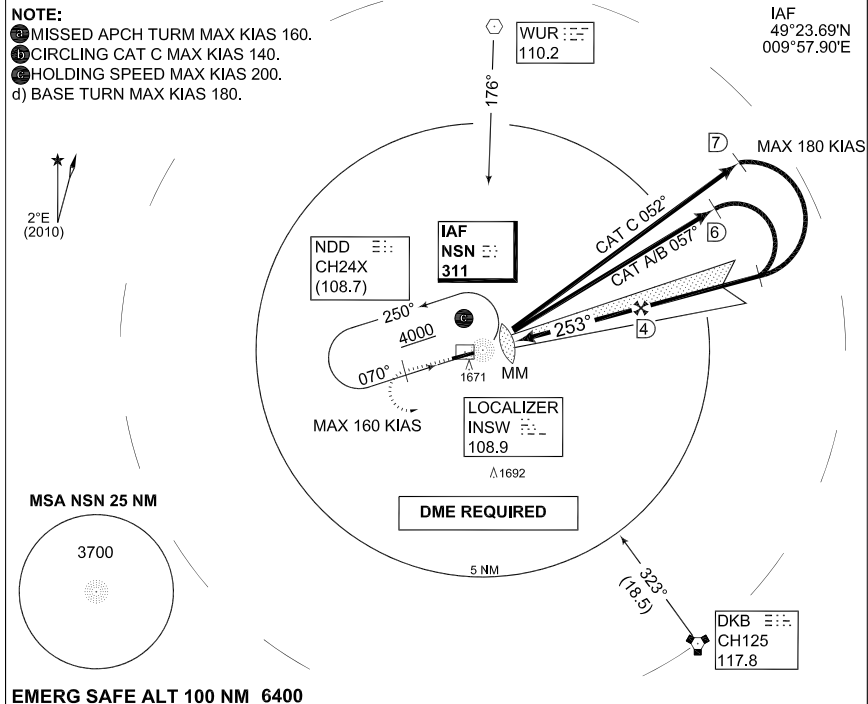 NOTE:
a MISSED APCH TURM MAX KIAS 160.
b CIRCLING CAT C MAX KIAS 140.
c HOLDING SPEED MAX KIAS 200.
d) BASE TURN MAX KIAS 180.
IAF
49°23.69'N
009°57.90'E
WUR
110.2
176°
2°E
(2010)
7
MAX 180 KIAS
CAT C 052°
6
CAT A/B 057°
NDD
CH24X
(108.7)
IAF
NSN
311
250°
4000
c
253°
4
070°
1671
MM
MAX 160 KIAS
LOCALIZER
INSW
108.9
1692
DME REQUIRED
MSA NSN 25 NM
3700
5 NM
323°
(18.5)
DKB
CH125
117.8
EMERG SAFE ALT 100 NM 6400